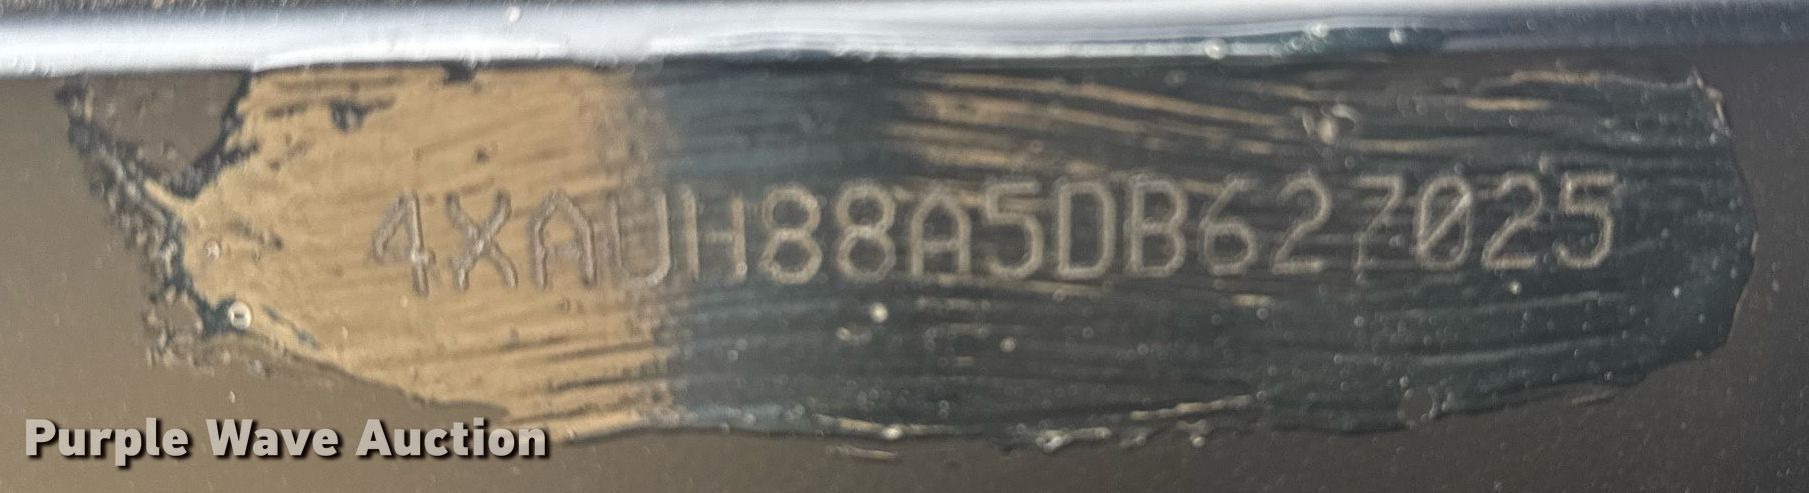 4XAUH88A5DB627025
Purple Wave Auction